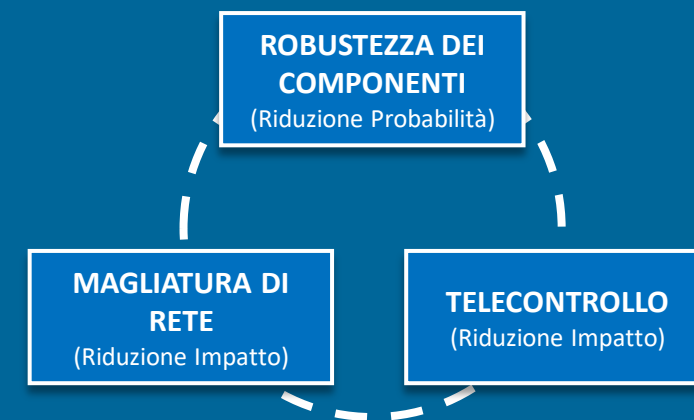 ROBUSTEZZA DEI
COMPONENTI
(Riduzione Probabilità)
MAGLIATURA DI
RETE
(Riduzione Impatto)
TELECONTROLLO
(Riduzione Impatto)